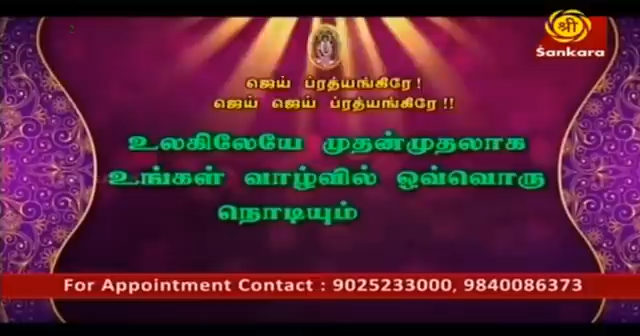 ஸ்ரீ
Sankara
ஜெய் ப்ரத்யங்கிரே!
ஜெய் ஜெய் ப்ரத்யங்கிரே!!
உலகிலேயே முதன்முதலாக
உங்கள் வாழ்வில் ஒவ்வொரு
நொடியும்
For Appointment Contact : 9025233000, 9840086373